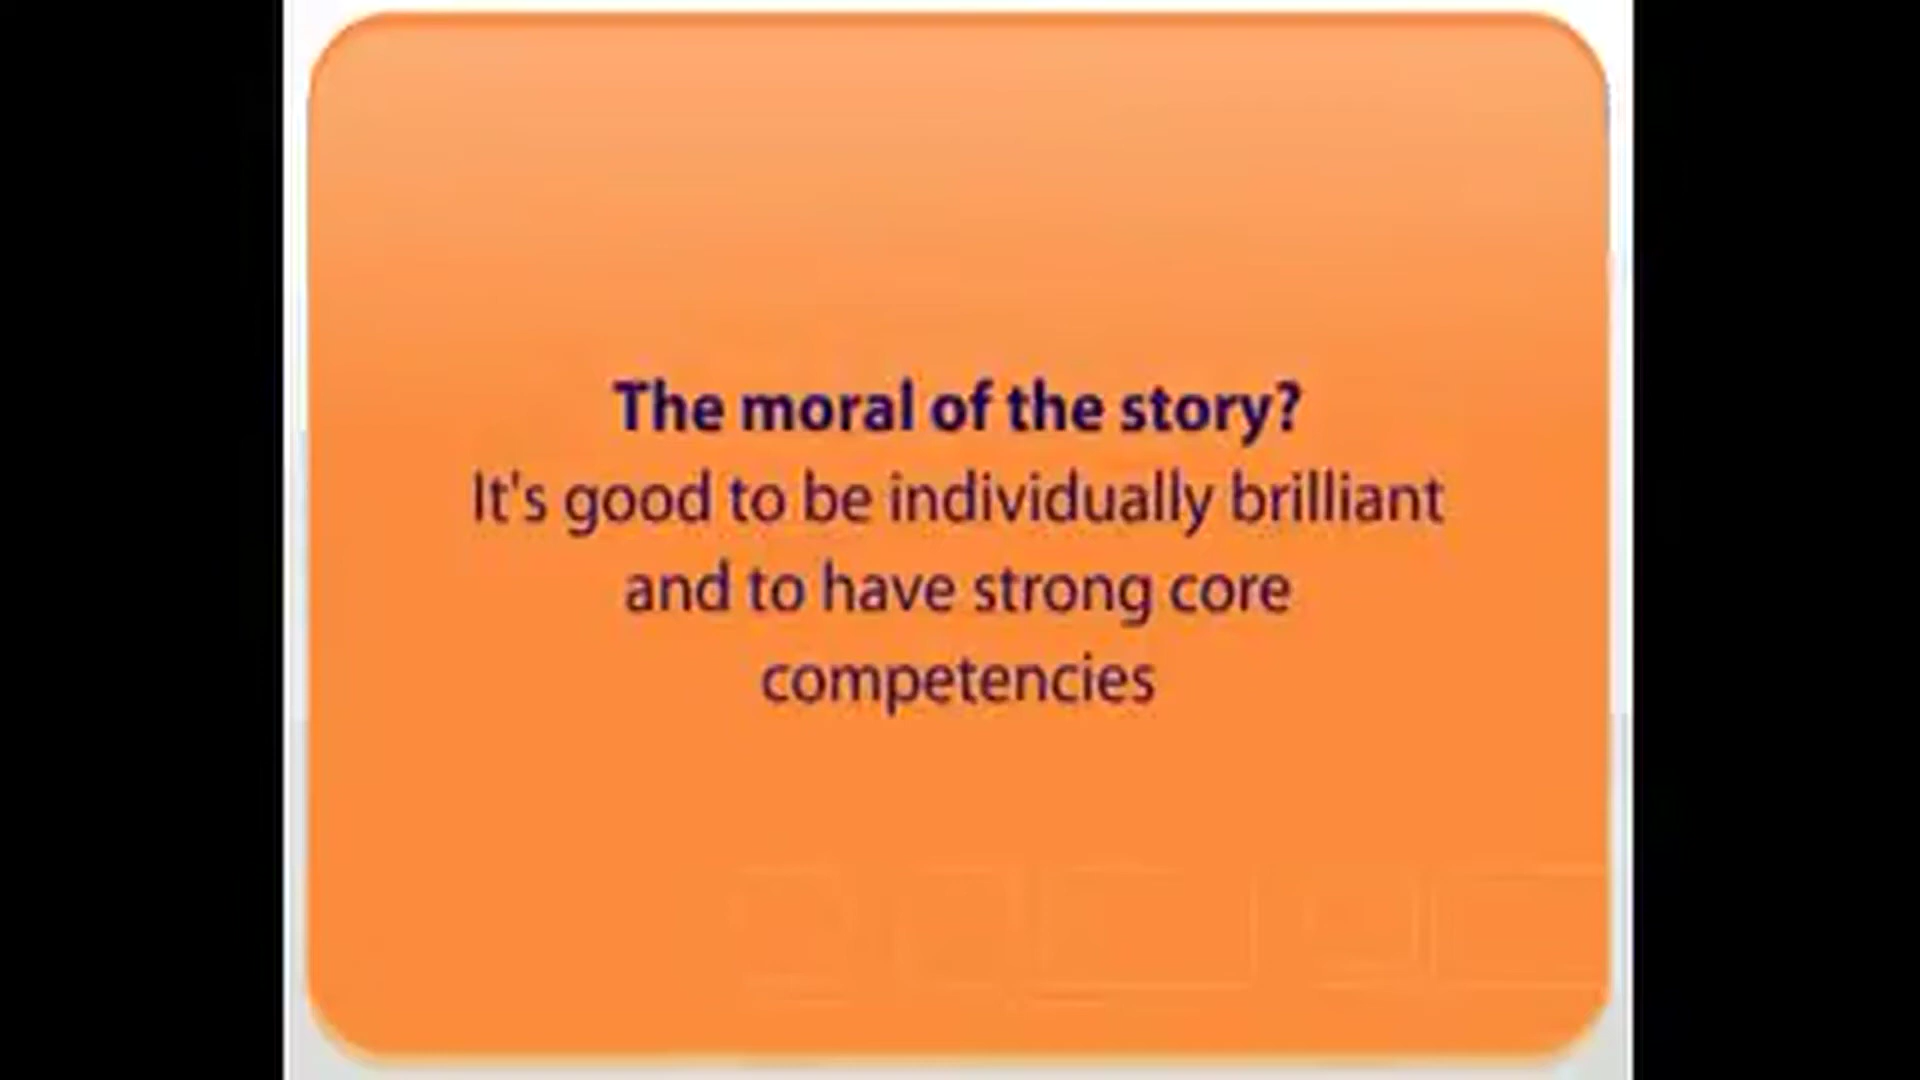 The moral of the story?
It's good to be individually brilliant
and to have strong core
competencies